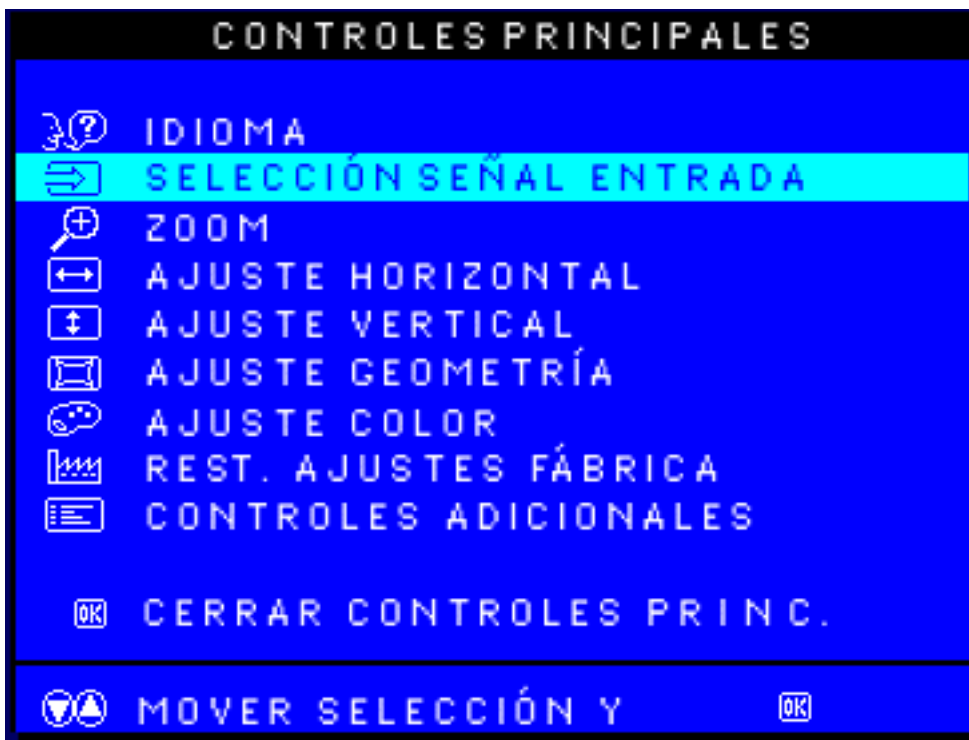 CONTROLES PRINCIPALES
IDIOMA
SELECCIÓN SEÑAL ENTRADA
ZOOM
AJUSTE HORIZONTAL
AJUSTE VERTICAL
AJUSTE GEOMETRÍA
AJUSTE COLOR
REST. AJUSTES FÁBRICA
CONTROLES ADICIONALES
OK CERRAR CONTROLES PRINC.
MOVER SELECCIÓN Y OK